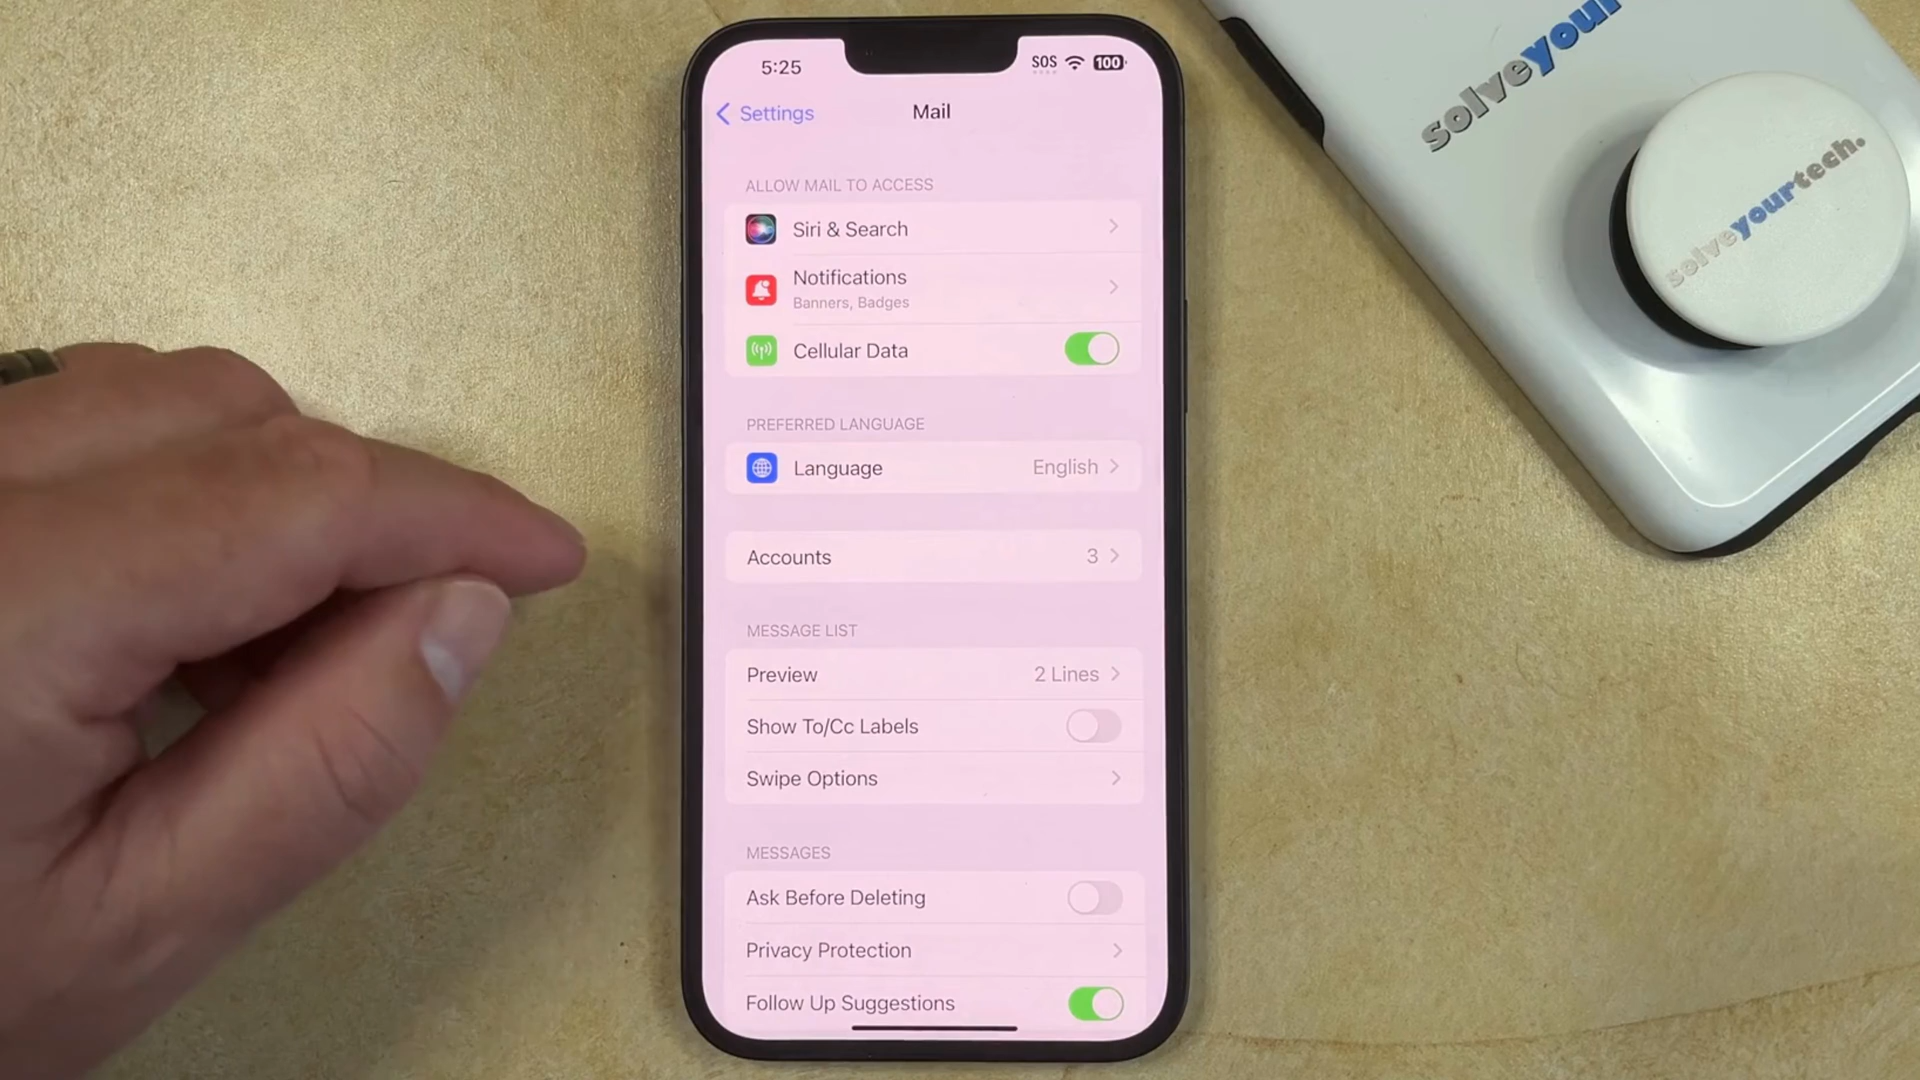 5:25
SOS 100
Settings
Mail
ALLOW MAIL TO ACCESS
Siri & Search
Notifications
Banners, Badges
Cellular Data
PREFERRED LANGUAGE
Language English
Accounts 3
MESSAGE LIST
Preview 2 Lines
Show To/Cc Labels
Swipe Options
MESSAGES
Ask Before Deleting
Privacy Protection
Follow Up Suggestions
solveyour
solveyourtech.